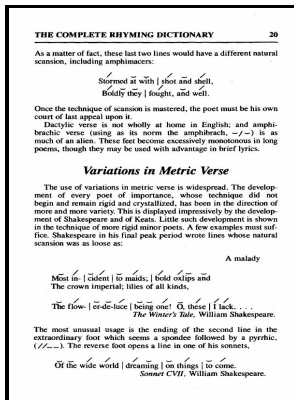 THE COMPLETE RHYMING DICTIONARY 20
As a matter of fact, these last two lines would have a different natural
scansion, including amphimacers:
Stormed at with | shot and shell,
Boldly they | fought, and well.
Once the technique of scansion is mastered, the poet must be his own
court of last appeal upon it.
Dactylic verse is not wholly at home in English; and amphi-
brachic verse (using as its norm the amphibrach, –/–) is as
much of an alien. These feet become excessively monotonous in long
poems, though they may be used with advantage in brief lyrics.
Variations in Metric Verse
The use of variations in metric verse is widespread. The develop-
ment of every poet of importance, whose technique did not
begin and remain rigid and crystallized, has been in the direction of
more and more variety. This is displayed impressively by the develop-
ment of Shakespeare and of Keats. Little such development is shown
in the technique of more rigid minor poets. A few examples must suf-
fice. Shakespeare in his final peak period wrote lines whose natural
scansion was as loose as:
A malady
Most in- | cident | to maids; | bold oxlips and
The crown imperial; lilies of all kinds,
The flow- | er-de-luce | being one! O, these | I lack. . . .
The Winter's Tale, William Shakespeare.
The most unusual usage is the ending of the second line in the
extraordinary foot which seems a spondee followed by a pyrrhic,
(//––). The reverse foot opens a line in one of his sonnets,
Of the wide world | dreaming | on things | to come.
Sonnet CVII, William Shakespeare.